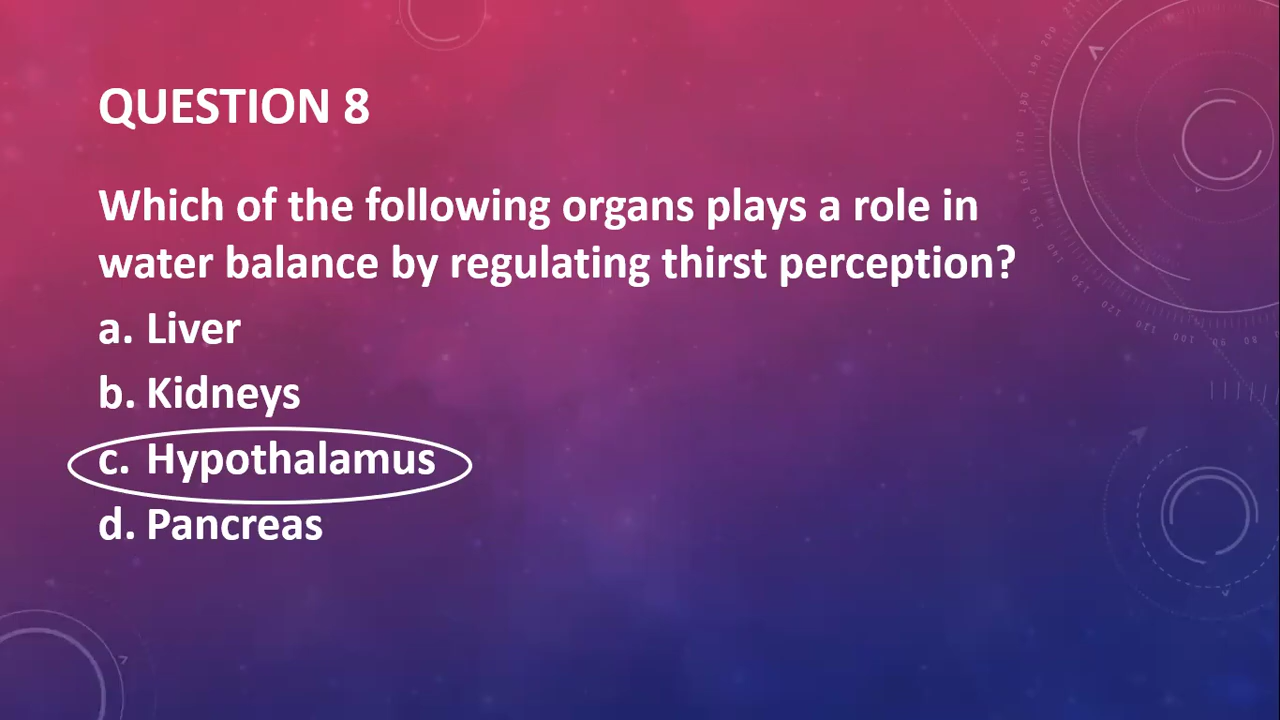 QUESTION 8
Which of the following organs plays a role in
water balance by regulating thirst perception?
a. Liver
b. Kidneys
c. Hypothalamus
d. Pancreas